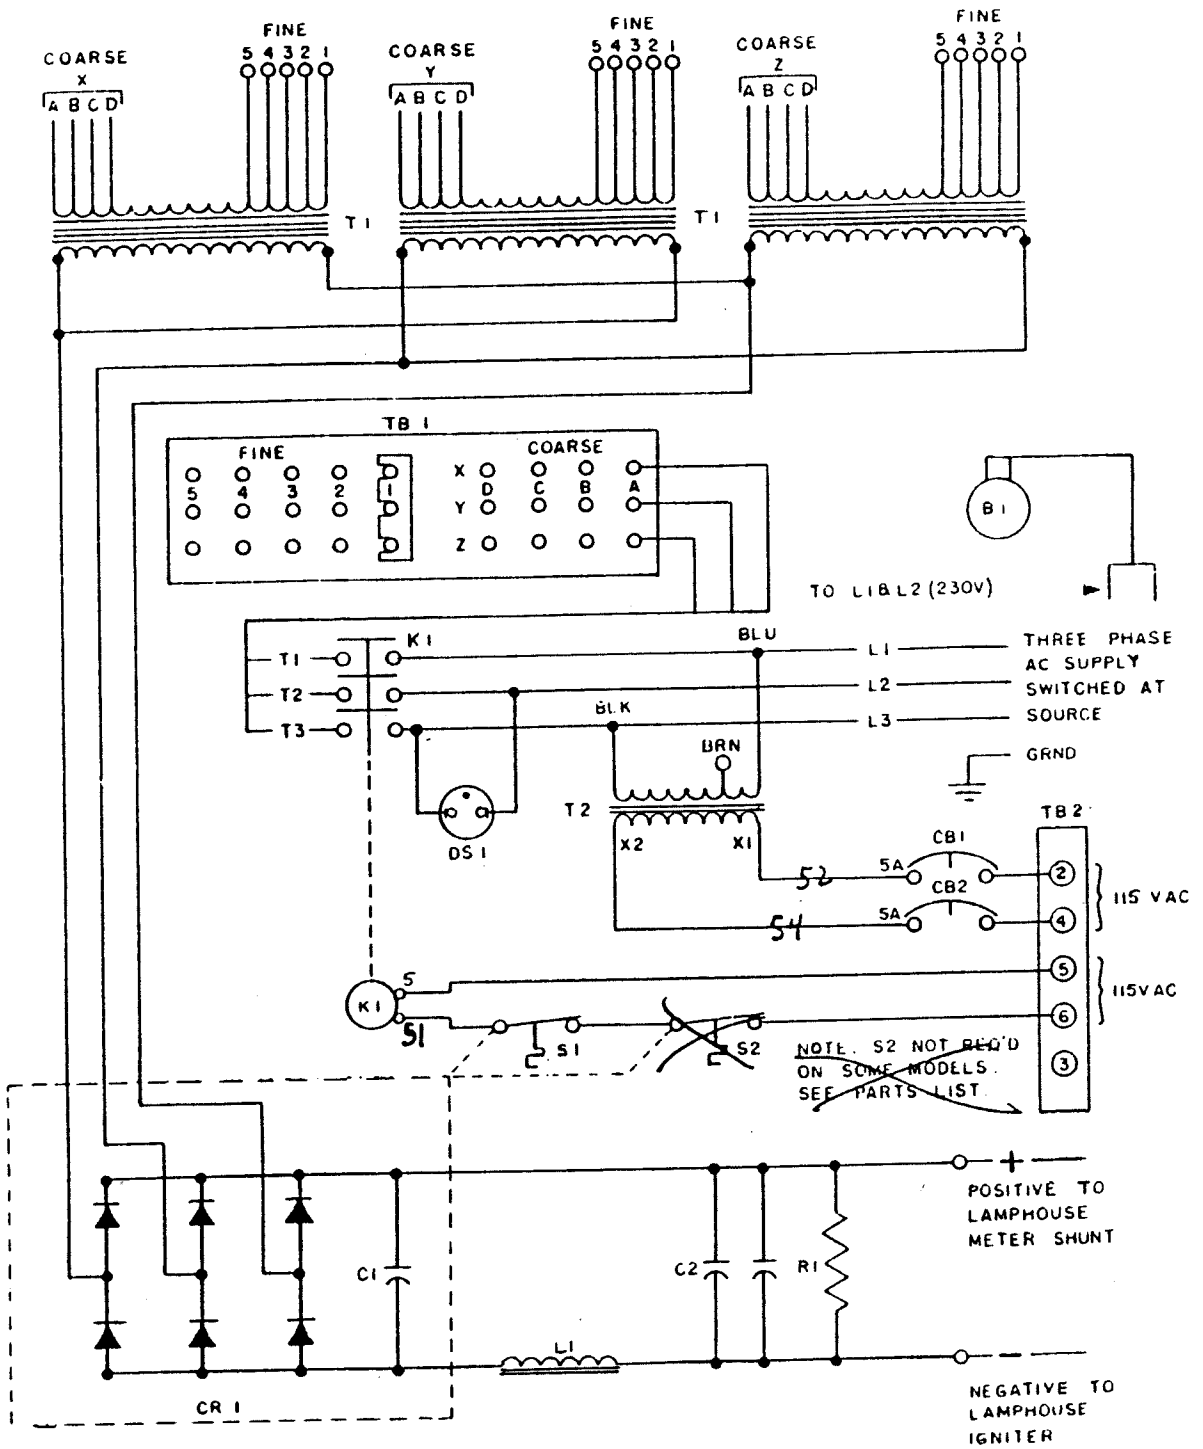 COARSE
X
A B C D
FINE
5 4 3 2 1
COARSE
Y
A B C D
FINE
5 4 3 2 1
COARSE
Z
A B C D
FINE
5 4 3 2 1
T1
T1
TB 1
FINE
COARSE
5 4 3 2 1
X
Y
Z
D C B A
B1
TO L1 & L2 (230V)
K1
T1
T2
T3
BLU
BLK
BRN
L1
L2
L3
THREE PHASE
AC SUPPLY
SWITCHED AT
SOURCE
GRND
DS1
T2
X2
X1
TB2
52
5A
CB1
2
54
5A
CB2
4
115 VAC
K1
5
51
5
S1
S2
6
115VAC
3
NOTE. S2 NOT REQ'D
ON SOME MODELS.
SEE PARTS LIST.
C1
CR 1
L1
C2
R1
+
POSITIVE TO
LAMPHOUSE
METER SHUNT
-
NEGATIVE TO
LAMPHOUSE
IGNITER